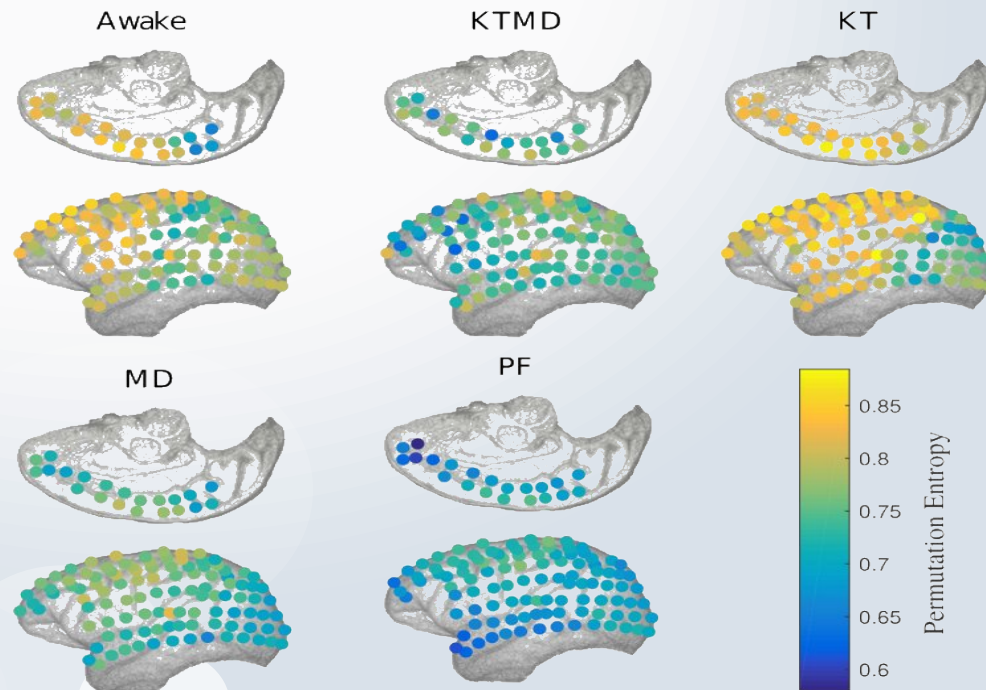 Awake
KTMD
KT
MD
PF
0.85
0.8
0.75
0.7
0.65
0.6
Permutation Entropy